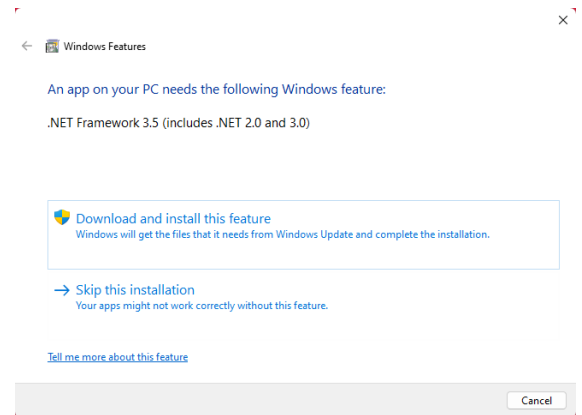 Windows Features
An app on your PC needs the following Windows feature:
.NET Framework 3.5 (includes .NET 2.0 and 3.0)
Download and install this feature
Windows will get the files that it needs from Windows Update and complete the installation.
Skip this installation
Your apps might not work correctly without this feature.
Tell me more about this feature
Cancel